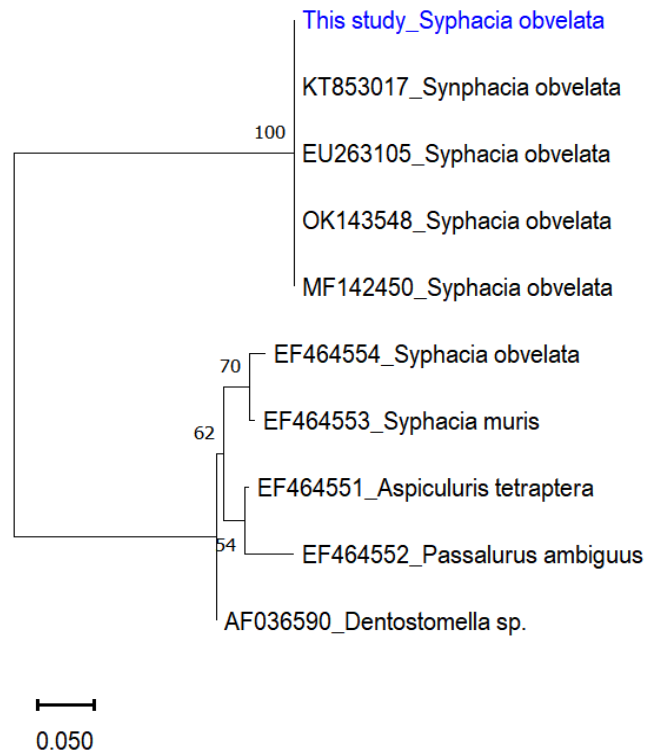 This study_Syphacia obvelata
KT853017_Synphacia obvelata
100
EU263105_Syphacia obvelata
OK143548_Syphacia obvelata
MF142450_Syphacia obvelata
EF464554_Syphacia obvelata
70
EF464553_Syphacia muris
62
EF464551_Aspiculuris tetraptera
54
EF464552_Passalurus ambiguus
AF036590_Dentostomella sp.
0.050